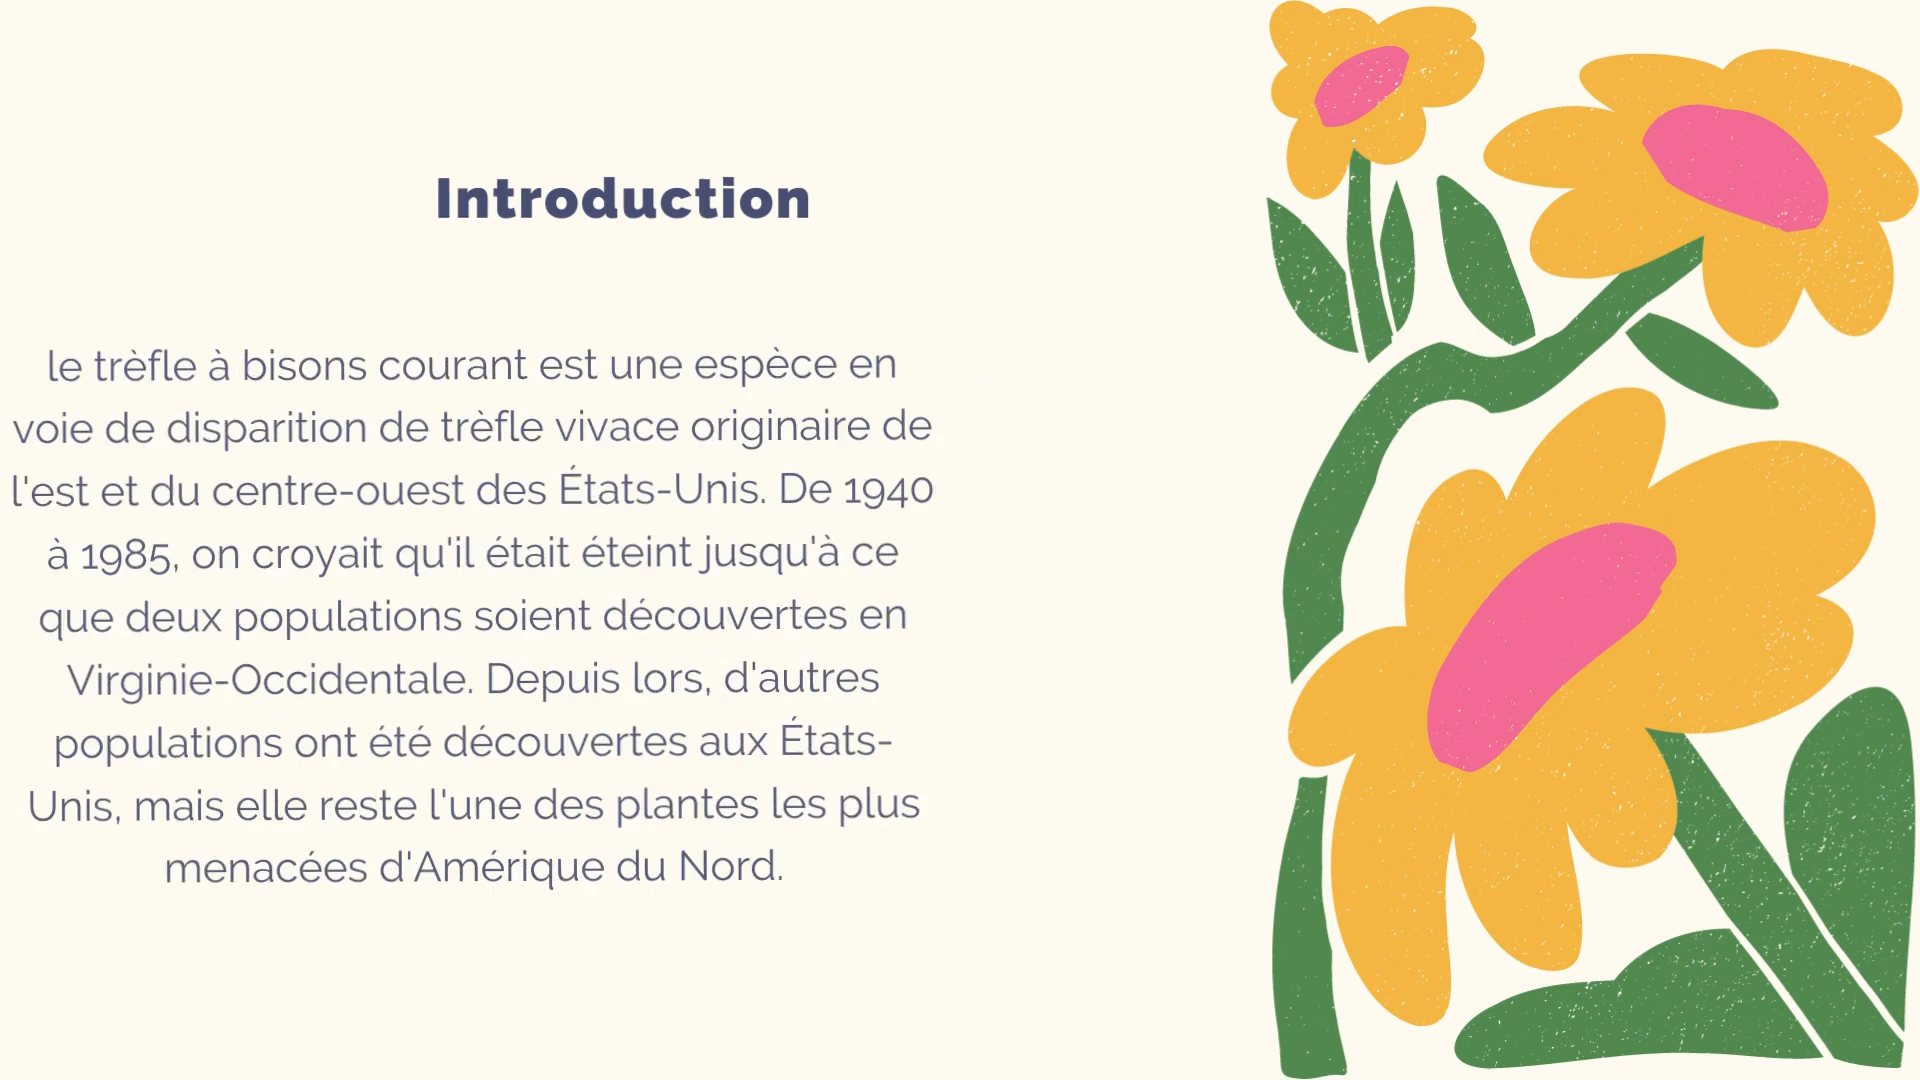 Introduction
le trèfle à bisons courant est une espèce en
voie de disparition de trèfle vivace originaire de
l'est et du centre-ouest des États-Unis. De 1940
à 1985, on croyait qu'il était éteint jusqu'à ce
que deux populations soient découvertes en
Virginie-Occidentale. Depuis lors, d'autres
populations ont été découvertes aux États-
Unis, mais elle reste l'une des plantes les plus
menacées d'Amérique du Nord.